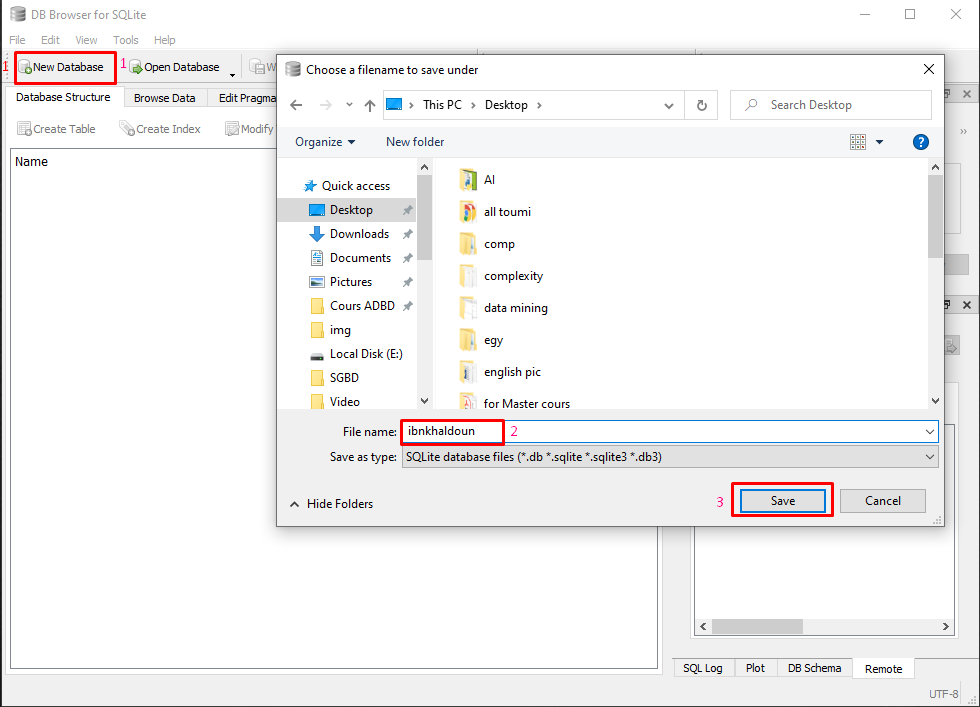 DB Browser for SQLite
File Edit View Tools Help
1 New Database 1 Open Database W
Database Structure Browse Data Edit Pragma
Create Table Create Index Modify
Name
Choose a filename to save under
This PC Desktop
Search Desktop
Organize New folder
?
Quick access
Desktop
Downloads
Documents
Pictures
Cours ADBD
img
Local Disk (E:)
SGBD
Video
AI
all toumi
comp
complexity
data mining
egy
english pic
for Master cours
File name: ibnkhaldoun 2
Save as type: SQLite database files (*.db *.sqlite *.sqlite3 *.db3)
Hide Folders 3 Save Cancel
SQL Log Plot DB Schema Remote
UTF-8